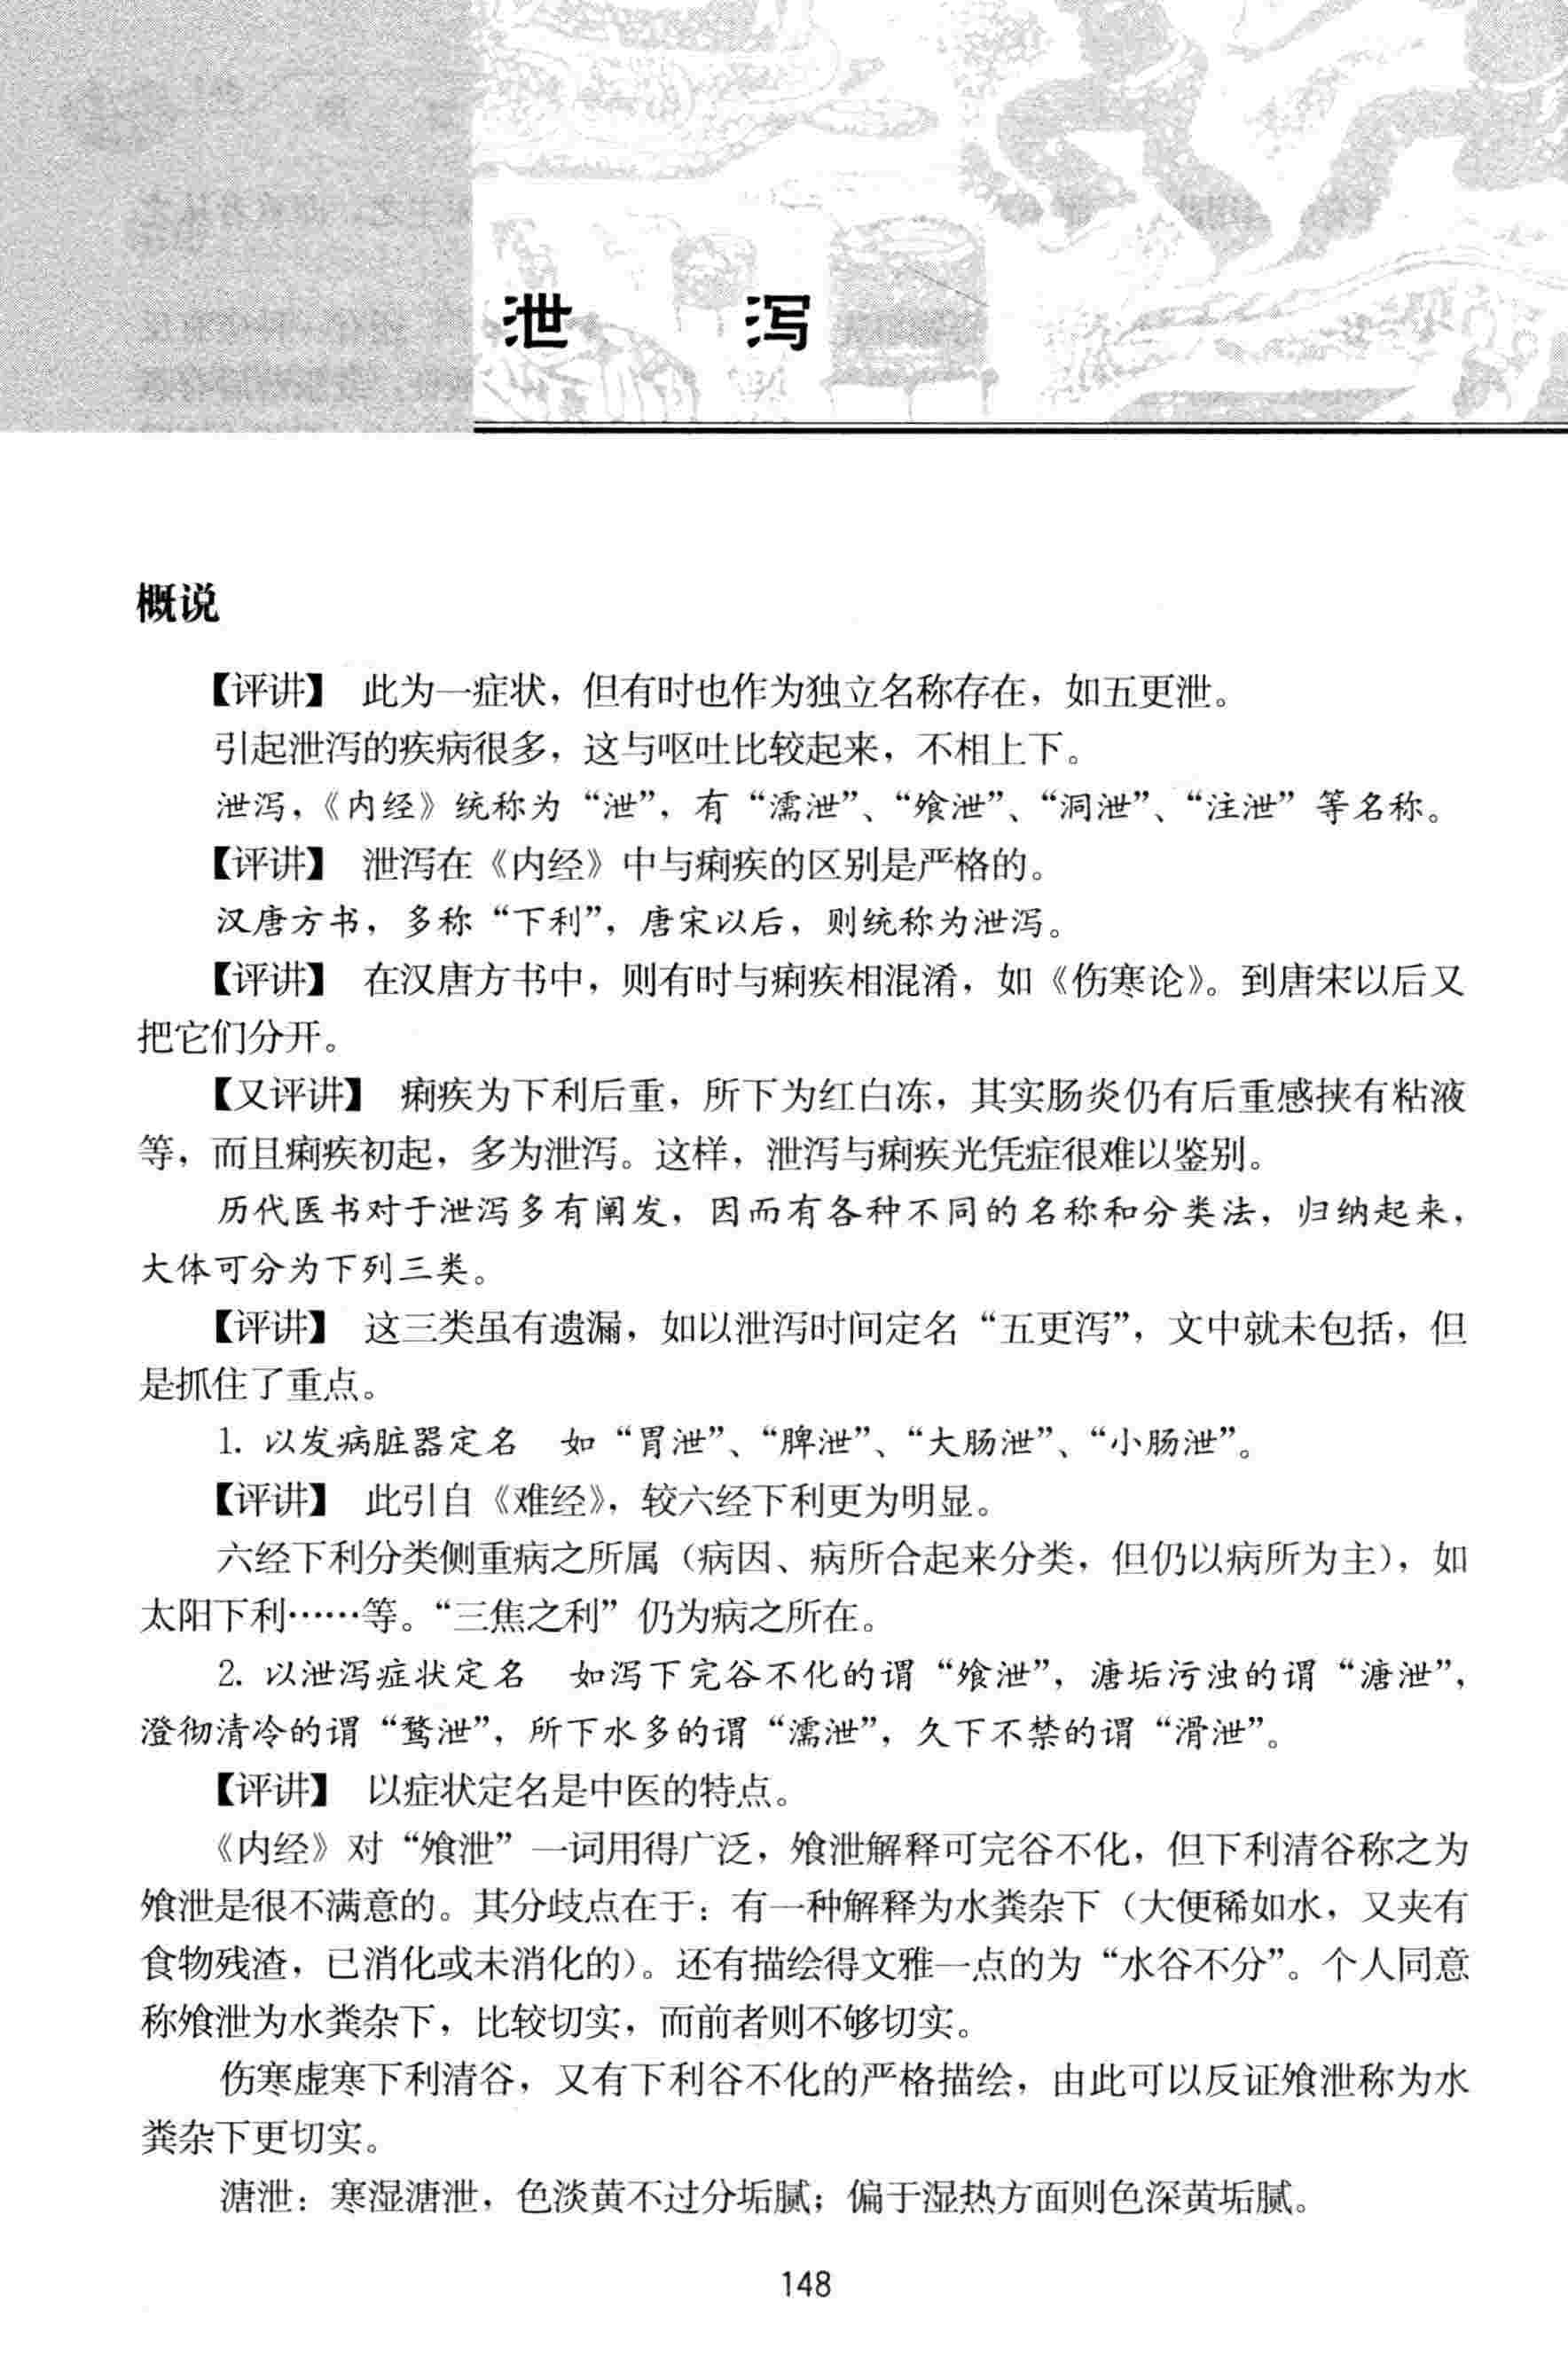 泄 泻
概说
【评讲】 此为一症状，但有时也作为独立名称存在，如五更泄。
引起泄泻的疾病很多，这与呕吐比较起来，不相上下。
泄泻，《内经》统称为“泄”，有“濡泄”、“飧泄”、“洞泄”、“注泄”等名称。
【评讲】 泄泻在《内经》中与痢疾的区别是严格的。
汉唐方书，多称“下利”，唐宋以后，则统称为泄泻。
【评讲】 在汉唐方书中，则有时与痢疾相混淆，如《伤寒论》。到唐宋以后又
把它们分开。
【又评讲】 痢疾为下利后重，所下为红白冻，其实肠炎仍有后重感挟有粘液
等，而且痢疾初起，多为泄泻。这样，泄泻与痢疾光凭症很难以鉴别。
历代医书对于泄泻多有阐发，因而有各种不同的名称和分类法，归纳起来，
大体可分为下列三类。
【评讲】 这三类虽有遗漏，如以泄泻时间定名“五更泻”，文中就未包括，但
是抓住了重点。
1. 以发病脏器定名 如“胃泄”、“脾泄”、“大肠泄”、“小肠泄”。
【评讲】 此引自《难经》，较六经下利更为明显。
六经下利分类侧重病之所属（病因、病所合起来分类，但仍以病所为主），如
太阳下利……等。“三焦之利”仍为病之所在。
2. 以泄泻症状定名 如泻下完谷不化的谓“飧泄”，溏垢污浊的谓“溏泄”，
澄彻清冷的谓“鹜泄”，所下水多的谓“濡泄”，久下不禁的谓“滑泄”。
【评讲】 以症状定名是中医的特点。
《内经》对“飧泄”一词用得广泛，飧泄解释可完谷不化，但下利清谷称之为
飧泄是很不满意的。其分歧点在于：有一种解释为水粪杂下（大便稀如水，又夹有
食物残渣，已消化或未消化的）。还有描绘得文雅一点的为“水谷不分”。个人同意
称飧泄为水粪杂下，比较切实，而前者则不够切实。
伤寒虚寒下利清谷，又有下利谷不化的严格描绘，由此可以反证飧泄称为水
粪杂下更切实。
溏泄：寒湿溏泄，色淡黄不过分垢腻；偏于湿热方面则色深黄垢腻。
148